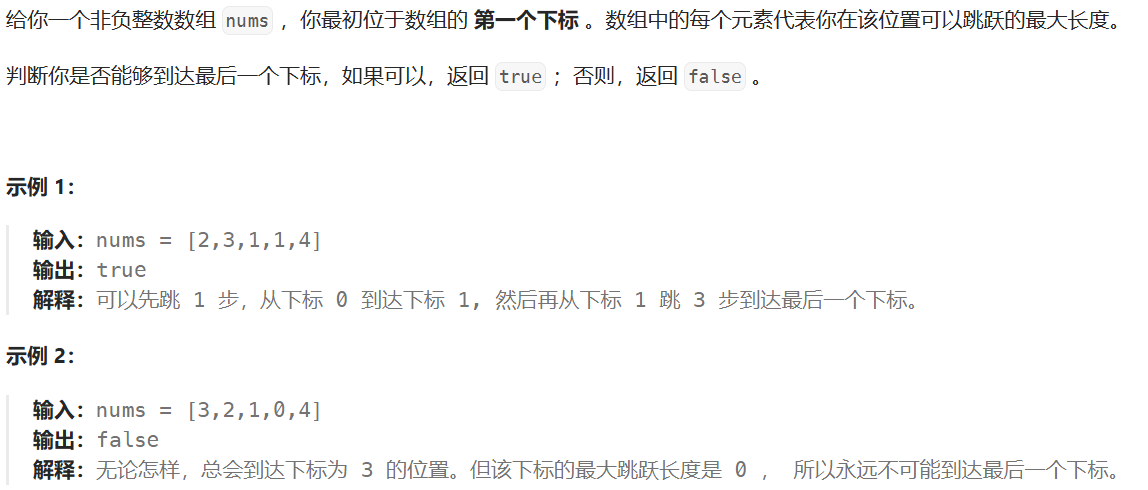 给你一个非负整数数组 nums ，你最初位于数组的 第一个下标 。数组中的每个元素代表你在该位置可以跳跃的最大长度。
判断你是否能够到达最后一个下标，如果可以，返回 true ；否则，返回 false 。
示例 1：
输入：nums = [2,3,1,1,4]
输出：true
解释：可以先跳 1 步，从下标 0 到达下标 1, 然后再从下标 1 跳 3 步到达最后一个下标。
示例 2：
输入：nums = [3,2,1,0,4]
输出：false
解释：无论怎样，总会到达下标为 3 的位置。但该下标的最大跳跃长度是 0 ， 所以永远不可能到达最后一个下标。